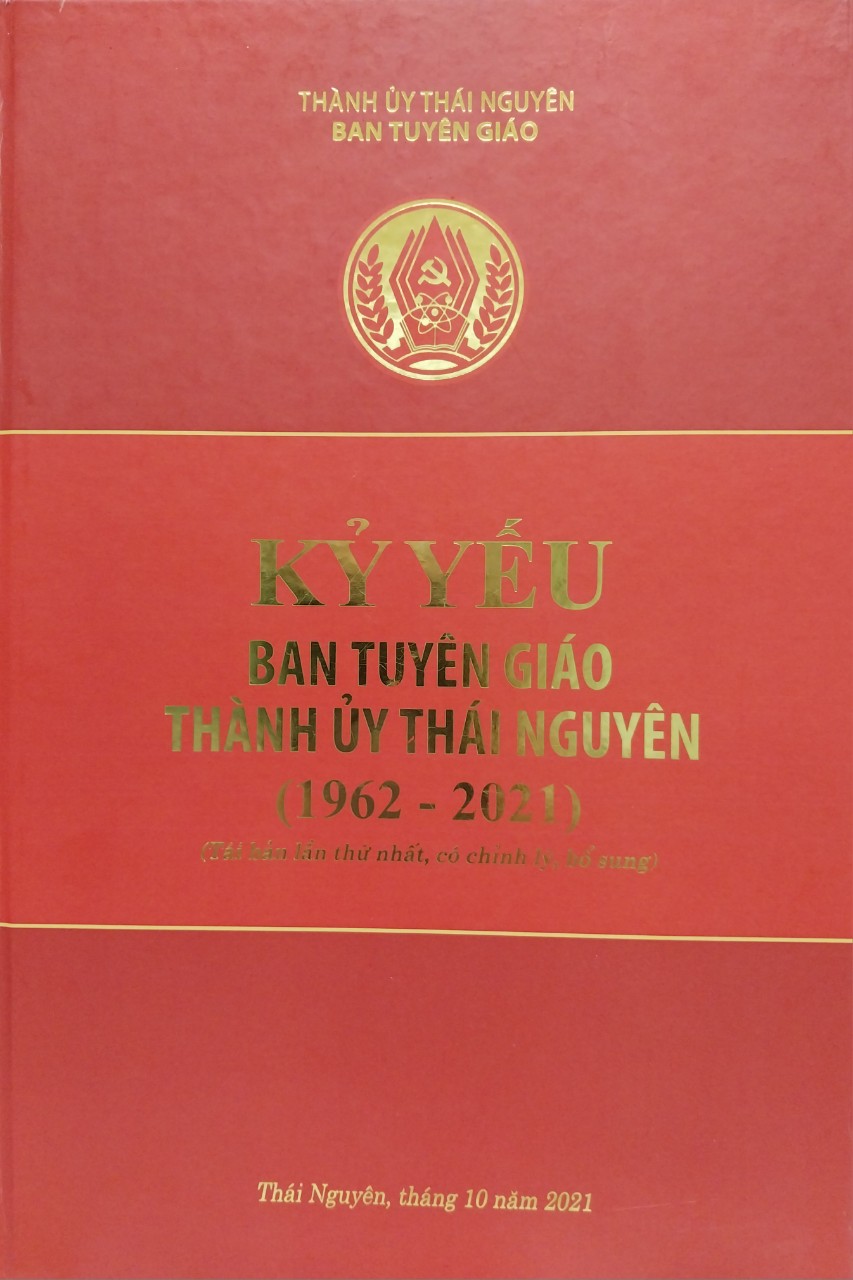 THÀNH ỦY THÁI NGUYÊN
BAN TUYÊN GIÁO
KỶ YẾU
BAN TUYÊN GIÁO
THÀNH ỦY THÁI NGUYÊN
(1962 - 2021)
(Tái bản lần thứ nhất, có chỉnh lý, bổ sung)
Thái Nguyên, tháng 10 năm 2021